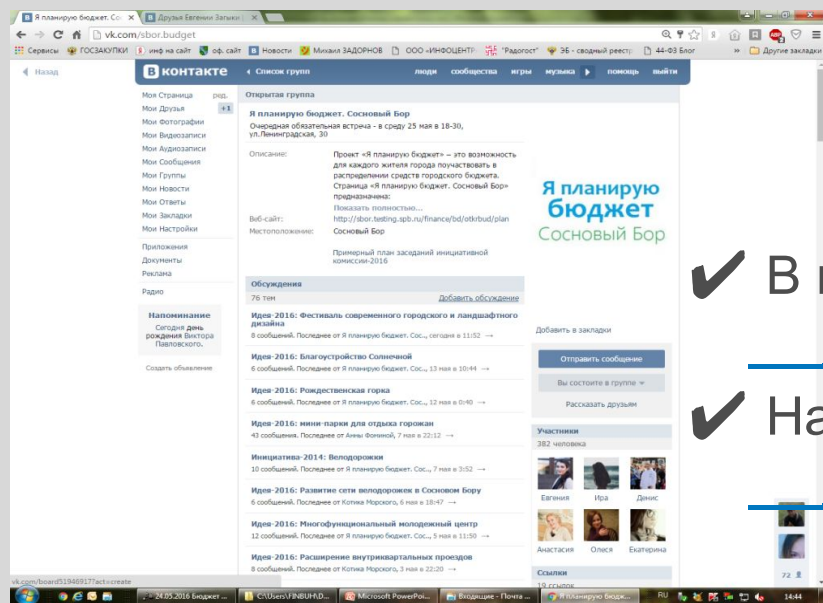 Я планирую бюджет. Сос
Друзья Евгении Загыки
vk.com/sbor.budget
Сервисы ГОСЗАКУПКИ инф на сайт оф. сайт Новости Михаил ЗАДОРНОВ ООО «ИНФОЦЕНТР "Радогост" ЭБ - сводный реестр 44-ФЗ Блог » Другие закладки
Назад
В контакте
Список групп
люди сообщества игры музыка помощь выйти
Моя Страница ред.
Мои Друзья +1
Мои Фотографии
Мои Видеозаписи
Мои Аудиозаписи
Мои Сообщения
Мои Группы
Мои Новости
Мои Ответы
Мои Закладки
Мои Настройки
Приложения
Документы
Реклама
Радио
Напоминание
Сегодня день
рождения Виктора
Павловского.
Создать объявление
Открытая группа
Я планирую бюджет. Сосновый Бор
Очередная обязательная встреча - в среду 25 мая в 18-30,
ул.Ленинградская, 30
Описание: Проект «Я планирую бюджет» – это возможность
для каждого жителя города поучаствовать в
распределении средств городского бюджета.
Страница «Я планирую бюджет. Сосновый Бор»
предназначена:
Показать полностью...
Веб-сайт: http://sbor.testing.spb.ru/finance/bd/otkrbud/plan
Местоположение: Сосновый Бор
Примерный план заседаний инициативной
комиссии-2016
Обсуждения
76 тем Добавить обсуждение
Идея-2016: Фестиваль современного городского и ландшафтного
дизайна
8 сообщений. Последнее от Я планирую бюджет. Сос.., сегодня в 11:52 →
Идея-2016: Благоустройство Солнечной
6 сообщений. Последнее от Я планирую бюджет. Сос.., 13 мая в 10:44 →
Идея-2016: Рождественская горка
6 сообщений. Последнее от Я планирую бюджет. Сос.., 12 мая в 0:40 →
Идея-2016: мини-парки для отдыха горожан
43 сообщения. Последнее от Анны Фоминой, 7 мая в 22:12 →
Инициатива-2014: Велодорожки
10 сообщений. Последнее от Я планирую бюджет. Сос.., 7 мая в 3:52 →
Идея-2016: Развитие сети велодорожек в Сосновом Бору
6 сообщений. Последнее от Котика Морского, 6 мая в 18:47 →
Идея-2016: Многофункциональный молодежный центр
12 сообщений. Последнее от Я планирую бюджет. Сос.., 5 мая в 11:50 →
Идея-2016: Расширение внутриквартальных проездов
8 сообщений. Последнее от Котика Морского, 3 мая в 22:20 →
Я планирую
бюджет
Сосновый Бор
Добавить в закладки
Отправить сообщение
Вы состоите в группе
Рассказать друзьям
Участники
382 человека
Евгения Ира Денис
Анастасия Олеся Екатерина
Ссылки
19 ссылок
72
✔ В
✔ На
vk.com/board51946917?act=create
24.05.2016 Бюджет ... C:\Users\FINBUH\D... Microsoft PowerPoi... Входящие - Почта ... Я планирую бюдж... RU 14:44